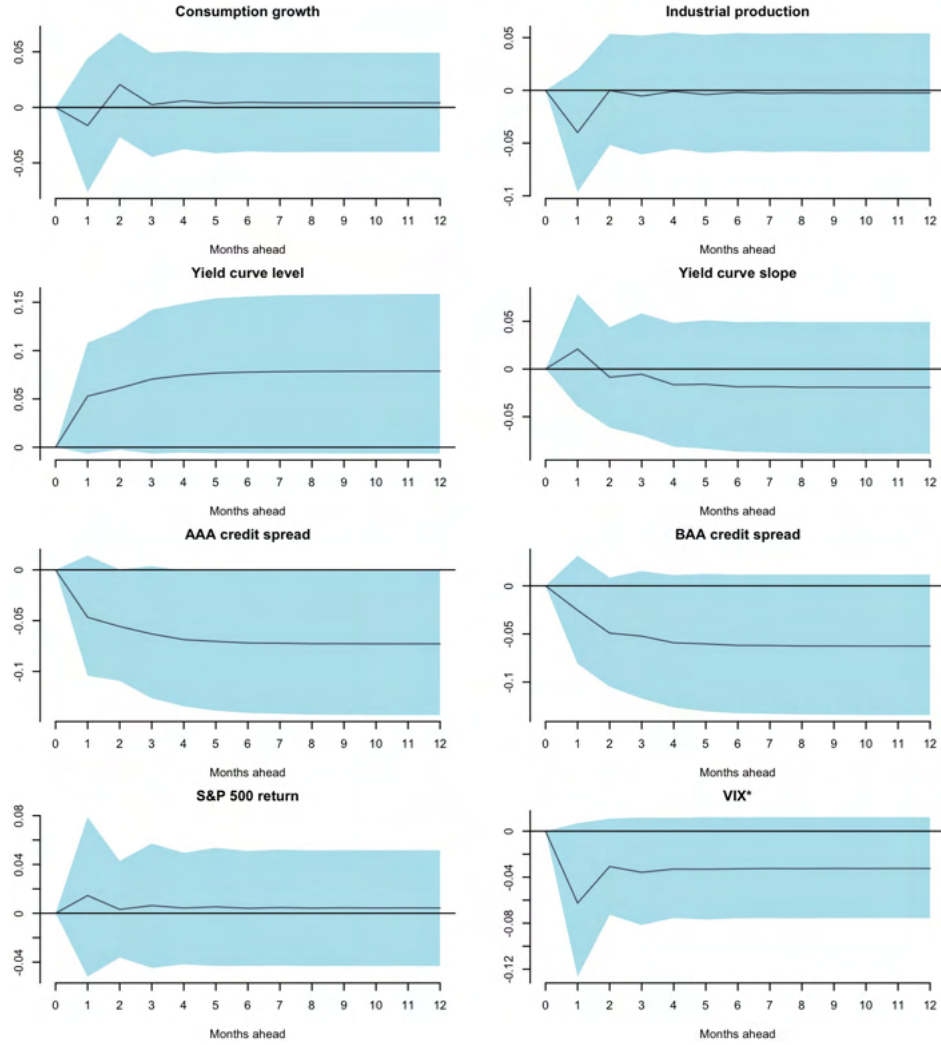 Consumption growth
0.05
0
-0.05
0 1 2 3 4 5 6 7 8 9 10 11 12
Months ahead
Industrial production
0.05
0
-0.05
-0.1
0 1 2 3 4 5 6 7 8 9 10 11 12
Months ahead
Yield curve level
0.15
0.1
0.05
0
0 1 2 3 4 5 6 7 8 9 10 11 12
Months ahead
Yield curve slope
0.05
0
-0.05
0 1 2 3 4 5 6 7 8 9 10 11 12
Months ahead
AAA credit spread
0
-0.05
-0.1
0 1 2 3 4 5 6 7 8 9 10 11 12
Months ahead
BAA credit spread
0
-0.05
-0.1
0 1 2 3 4 5 6 7 8 9 10 11 12
Months ahead
S&P 500 return
0.08
0.04
0
-0.04
0 1 2 3 4 5 6 7 8 9 10 11 12
Months ahead
VIX*
0
-0.04
-0.08
-0.12
0 1 2 3 4 5 6 7 8 9 10 11 12
Months ahead